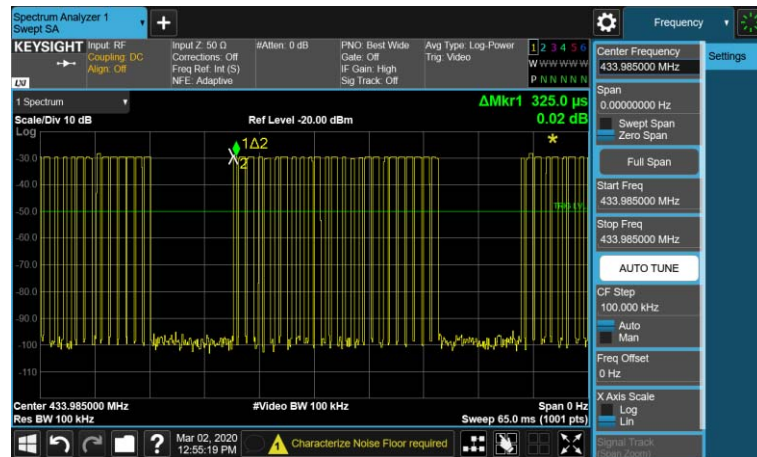 Spectrum Analyzer 1
Swept SA
Frequency
KEYSIGHT
Input: RF
Coupling: DC
Align: Off
Input Z: 50 Ω
Corrections: Off
Freq Ref: Int (S)
NFE: Adaptive
#Atten: 0 dB
PNO: Best Wide
Gate: Off
IF Gain: High
Sig Track: Off
Avg Type: Log-Power
Trig: Video
1 2 3 4 5 6
W W W W W W
P N N N N N
LXI
Center Frequency
433.985000 MHz
Settings
Span
0.00000000 Hz
Swept Span
Zero Span
Full Span
Start Freq
433.985000 MHz
Stop Freq
433.985000 MHz
AUTO TUNE
CF Step
100.000 kHz
Auto
Man
Freq Offset
0 Hz
X Axis Scale
Log
Lin
Signal Track
(Span Zoom)
1 Spectrum
ΔMkr1 325.0 µs
0.02 dB
Scale/Div 10 dB
Ref Level -20.00 dBm
Log
1Δ2
2
-30.0
-40.0
-50.0
TRIG LVL
-60.0
-70.0
-80.0
-90.0
-100
-110
Center 433.985000 MHz
#Video BW 100 kHz
Span 0 Hz
Res BW 100 kHz
Sweep 65.0 ms (1001 pts)
?
Mar 02, 2020
12:55:19 PM
Characterize Noise Floor required